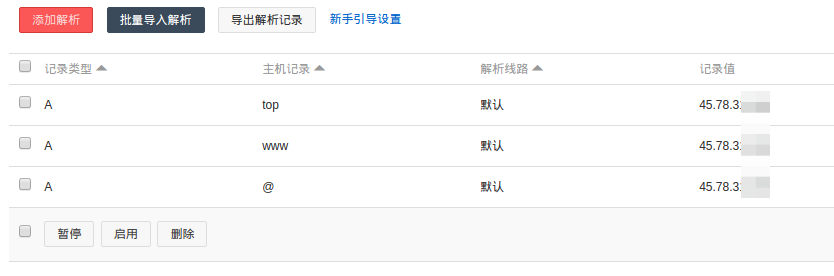 添加解析 批量导入解析 导出解析记录 新手引导设置
记录类型 主机记录 解析线路 记录值
A top 默认 45.78.3
A www 默认 45.78.3
A @ 默认 45.78.3
暂停 启用 删除